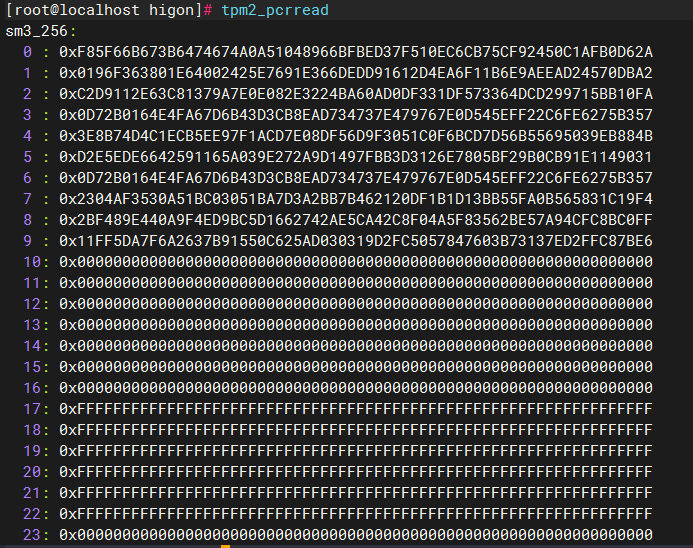 [root@localhost higon]# tpm2_pcrread
sm3_256:
0 : 0xF85F66B673B6474674A0A51048966BFBED37F510EC6CB75CF92450C1AFB0D62A
1 : 0x0196F363801E64002425E7691E366DEDD91612D4EA6F11B6E9AEEAD24570DBA2
2 : 0xC2D9112E63C81379A7E0E082E3224BA60AD0DF331DF573364DCD299715BB10FA
3 : 0x0D72B0164E4FA67D6B43D3CB8EAD734737E479767E0D545EFF22C6FE6275B357
4 : 0x3E8B74D4C1ECB5EE97F1ACD7E08DF56D9F3051C0F6BCD7D56B55695039EB884B
5 : 0xD2E5EDE6642591165A039E272A9D1497FBB3D3126E7805BF29B0CB91E1149031
6 : 0x0D72B0164E4FA67D6B43D3CB8EAD734737E479767E0D545EFF22C6FE6275B357
7 : 0x2304AF3530A51BC03051BA7D3A2BB7B462120DF1B1D13BB55FA0B565831C19F4
8 : 0x2BF489E440A9F4ED9BC5D1662742AE5CA42C8F04A5F83562BE57A94CFC8BC0FF
9 : 0x11FF5DA7F6A2637B91550C625AD030319D2FC5057847603B73137ED2FFC87BE6
10: 0x0000000000000000000000000000000000000000000000000000000000000000
11: 0x0000000000000000000000000000000000000000000000000000000000000000
12: 0x0000000000000000000000000000000000000000000000000000000000000000
13: 0x0000000000000000000000000000000000000000000000000000000000000000
14: 0x0000000000000000000000000000000000000000000000000000000000000000
15: 0x0000000000000000000000000000000000000000000000000000000000000000
16: 0x0000000000000000000000000000000000000000000000000000000000000000
17: 0xFFFFFFFFFFFFFFFFFFFFFFFFFFFFFFFFFFFFFFFFFFFFFFFFFFFFFFFFFFFFFFFF
18: 0xFFFFFFFFFFFFFFFFFFFFFFFFFFFFFFFFFFFFFFFFFFFFFFFFFFFFFFFFFFFFFFFF
19: 0xFFFFFFFFFFFFFFFFFFFFFFFFFFFFFFFFFFFFFFFFFFFFFFFFFFFFFFFFFFFFFFFF
20: 0xFFFFFFFFFFFFFFFFFFFFFFFFFFFFFFFFFFFFFFFFFFFFFFFFFFFFFFFFFFFFFFFF
21: 0xFFFFFFFFFFFFFFFFFFFFFFFFFFFFFFFFFFFFFFFFFFFFFFFFFFFFFFFFFFFFFFFF
22: 0xFFFFFFFFFFFFFFFFFFFFFFFFFFFFFFFFFFFFFFFFFFFFFFFFFFFFFFFFFFFFFFFF
23: 0x0000000000000000000000000000000000000000000000000000000000000000